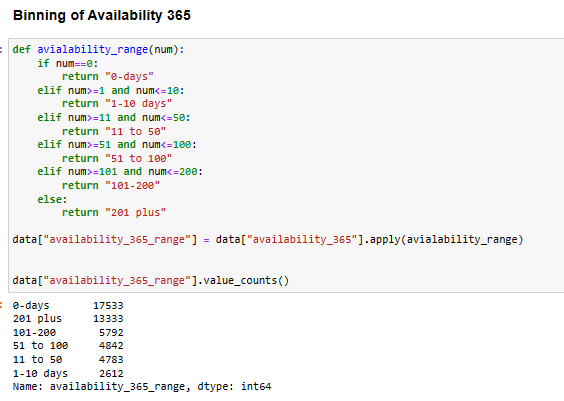 Binning of Availability 365
def avialability_range(num):
    if num==0:
        return "0-days"
    elif num>=1 and num<=10:
        return "1-10 days"
    elif num>=11 and num<=50:
        return "11 to 50"
    elif num>=51 and num<=100:
        return "51 to 100"
    elif num>=101 and num<=200:
        return "101-200"
    else:
        return "201 plus"
data["availability_365_range"] = data["availability_365"].apply(avialability_range)
data["availability_365_range"].value_counts()
0-days       17533
201 plus     13333
101-200       5792
51 to 100     4842
11 to 50      4783
1-10 days     2612
Name: availability_365_range, dtype: int64